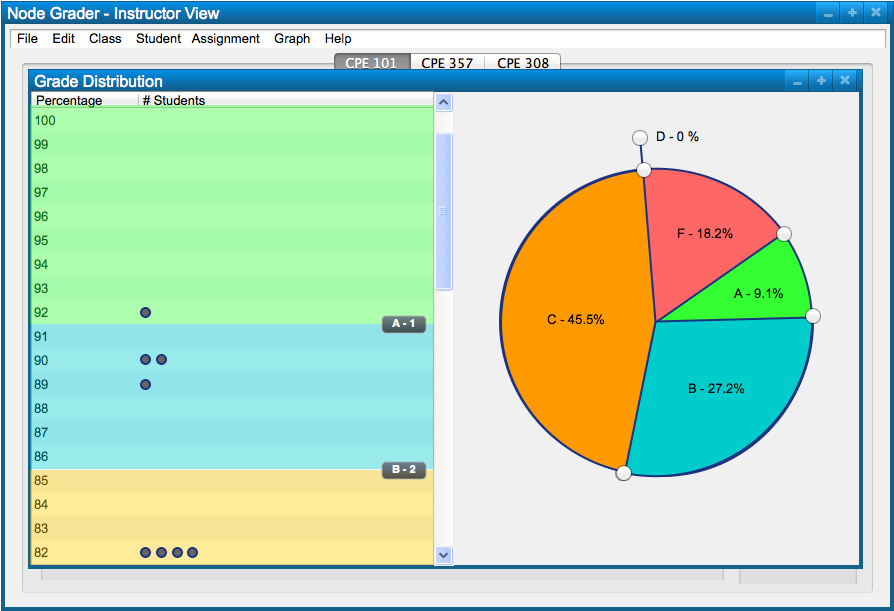 Node Grader - Instructor View
File Edit Class Student Assignment Graph Help
CPE 101 CPE 357 CPE 308
Grade Distribution
Percentage # Students
100
99
98
97
96
95
94
93
92
A - 1
91
90
89
88
87
86
B - 2
85
84
83
82
D - 0 %
F - 18.2%
A - 9.1%
C - 45.5%
B - 27.2%